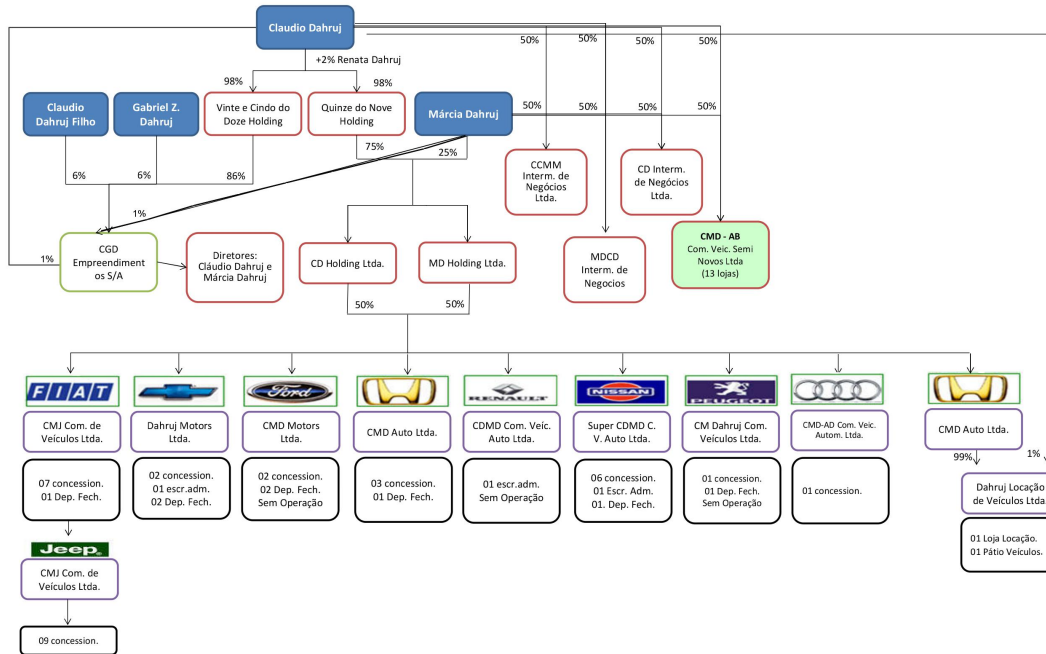 Claudio Dahruj
50%
50%
50%
50%
+2% Renata Dahruj
98%
98%
Claudio
Dahruj Filho
Gabriel Z.
Dahruj
Vinte e Cindo do
Doze Holding
Quinze do Nove
Holding
Márcia Dahruj
50%
50%
50%
50%
75%
25%
6%
6%
86%
1%
1%
CCMM
Interm. de
Negócios
Ltda.
CD Interm.
de Negócios
Ltda.
CGD
Empreendiment
os S/A
Diretores:
Cláudio Dahruj e
Márcia Dahruj
CD Holding Ltda.
MD Holding Ltda.
MDCD
Interm. de
Negocios
CMD - AB
Com. Veic. Semi
Novos Ltda
(13 lojas)
50%
50%
FIAT
Ford
RENAULT
NISSAN
PEUGEOT
CMJ Com. de
Veículos Ltda.
Dahruj Motors
Ltda.
CMD Motors
Ltda.
CMD Auto Ltda.
CDMD Com. Veic.
Auto Ltda.
Super CDMD C.
V. Auto Ltda.
CM Dahruj Com.
Veículos Ltda.
CMD-AD Com. Veic.
Autom. Ltda.
CMD Auto Ltda.
99%
1%
07 concession.
01 Dep. Fech.
02 concession.
01 escr.adm.
02 Dep. Fech.
02 concession.
02 Dep. Fech.
Sem Operação
03 concession.
01 Dep. Fech.
01 escr.adm.
Sem Operação
06 concession.
01 Escr. Adm.
01. Dep. Fech.
01 concession.
01 Dep. Fech.
Sem Operação
01 concession.
Dahruj Locação
de Veículos Ltda.
01 Loja Locação.
01 Pátio Veículos.
Jeep
CMJ Com. de
Veículos Ltda.
09 concession.